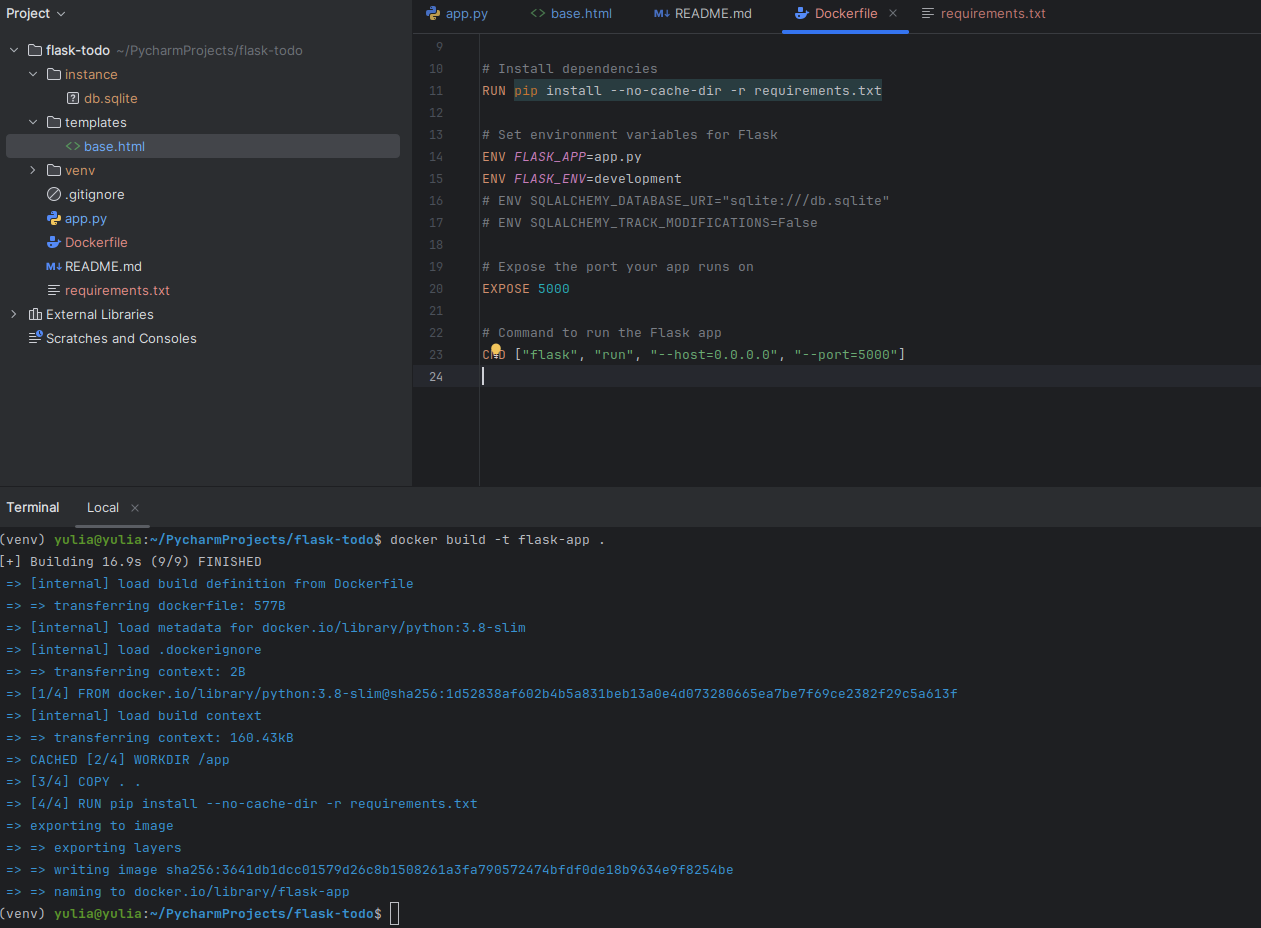 Project
flask-todo ~/PycharmProjects/flask-todo
instance
db.sqlite
templates
base.html
venv
.gitignore
app.py
Dockerfile
README.md
requirements.txt
External Libraries
Scratches and Consoles
app.py base.html README.md Dockerfile requirements.txt
9
10 # Install dependencies
11 RUN pip install --no-cache-dir -r requirements.txt
12
13 # Set environment variables for Flask
14 ENV FLASK_APP=app.py
15 ENV FLASK_ENV=development
16 # ENV SQLALCHEMY_DATABASE_URI="sqlite:///db.sqlite"
17 # ENV SQLALCHEMY_TRACK_MODIFICATIONS=False
18
19 # Expose the port your app runs on
20 EXPOSE 5000
21
22 # Command to run the Flask app
23 CMD ["flask", "run", "--host=0.0.0.0", "--port=5000"]
24
Terminal Local
(venv) yulia@yulia:~/PycharmProjects/flask-todo$ docker build -t flask-app .
[+] Building 16.9s (9/9) FINISHED
=> [internal] load build definition from Dockerfile
=> => transferring dockerfile: 577B
=> [internal] load metadata for docker.io/library/python:3.8-slim
=> [internal] load .dockerignore
=> => transferring context: 2B
=> [1/4] FROM docker.io/library/python:3.8-slim@sha256:1d52838af602b4b5a831beb13a0e4d073280665ea7be7f69ce2382f29c5a613f
=> [internal] load build context
=> => transferring context: 160.43kB
=> CACHED [2/4] WORKDIR /app
=> [3/4] COPY . .
=> [4/4] RUN pip install --no-cache-dir -r requirements.txt
=> exporting to image
=> => exporting layers
=> => writing image sha256:3641db1dcc01579d26c8b1508261a3fa790572474bfdf0de18b9634e9f8254be
=> => naming to docker.io/library/flask-app
(venv) yulia@yulia:~/PycharmProjects/flask-todo$